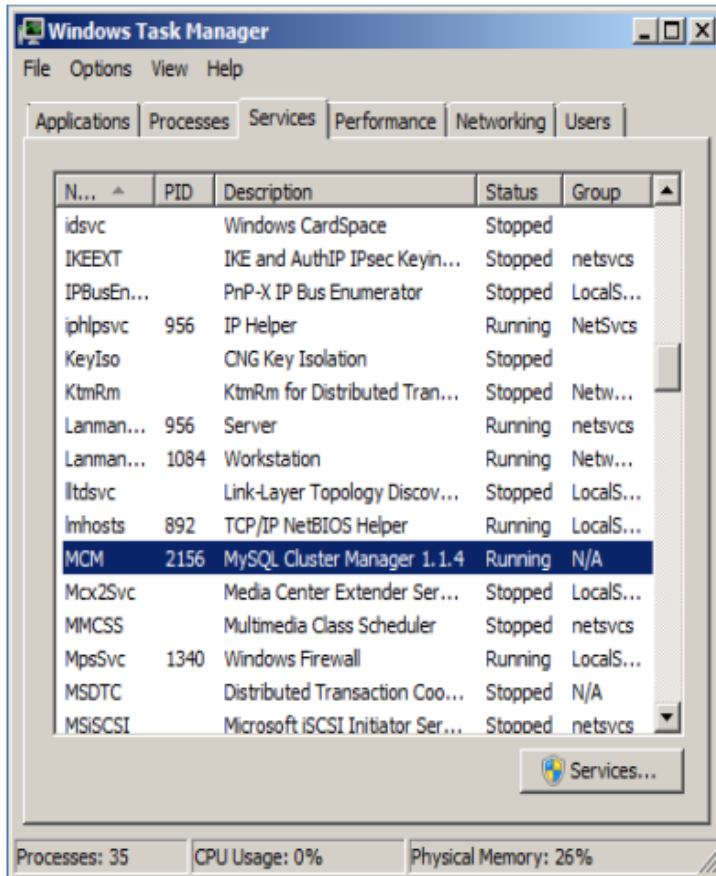 Windows Task Manager
File Options View Help
Applications Processes Services Performance Networking Users
N... PID Description Status Group
idsvc Windows CardSpace Stopped
IKEEXT IKE and AuthIP IPsec Keyin... Stopped netsvcs
IPBusEn... PnP-X IP Bus Enumerator Stopped LocalS...
iphlpsvc 956 IP Helper Running NetSvcs
KeyIso CNG Key Isolation Stopped
KtmRm KtmRm for Distributed Tran... Stopped Netw...
Lanman... 956 Server Running netsvcs
Lanman... 1084 Workstation Running Netw...
lltdsvc Link-Layer Topology Discov... Stopped LocalS...
lmhosts 892 TCP/IP NetBIOS Helper Running LocalS...
MCM 2156 MySQL Cluster Manager 1.1.4 Running N/A
Mcx2Svc Media Center Extender Ser... Stopped LocalS...
MMCSS Multimedia Class Scheduler Stopped netsvcs
MpsSvc 1340 Windows Firewall Running LocalS...
MSDTC Distributed Transaction Coo... Stopped N/A
MSiSCSI Microsoft iSCSI Initiator Ser... Stopped netsvcs
Services...
Processes: 35 CPU Usage: 0% Physical Memory: 26%